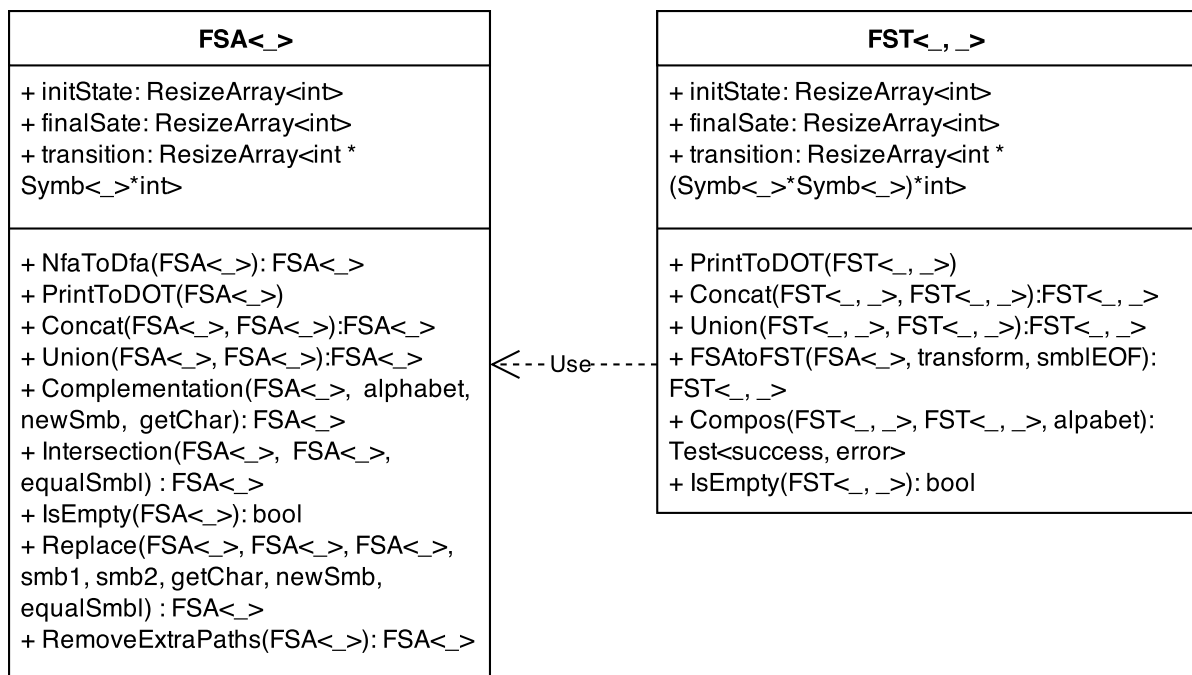 FSA<_>
+ initState: ResizeArray<int>
+ finalSate: ResizeArray<int>
+ transition: ResizeArray<int *
Symb<_>*int>
+ NfaToDfa(FSA<_>): FSA<_>
+ PrintToDOT(FSA<_>)
+ Concat(FSA<_>, FSA<_>):FSA<_>
+ Union(FSA<_>, FSA<_>):FSA<_>
+ Complementation(FSA<_>, alphabet,
newSmb, getChar): FSA<_>
+ Intersection(FSA<_>, FSA<_>,
equalSmbl) : FSA<_>
+ IsEmpty(FSA<_>): bool
+ Replace(FSA<_>, FSA<_>, FSA<_>,
smb1, smb2, getChar, newSmb,
equalSmbl) : FSA<_>
+ RemoveExtraPaths(FSA<_>): FSA<_>
Use
FST<_, _>
+ initState: ResizeArray<int>
+ finalSate: ResizeArray<int>
+ transition: ResizeArray<int *
(Symb<_>*Symb<_>)*int>
+ PrintToDOT(FST<_, _>)
+ Concat(FST<_, _>, FST<_, _>):FST<_, _>
+ Union(FST<_, _>, FST<_, _>):FST<_, _>
+ FSAtoFST(FSA<_>, transform, smblEOF):
FST<_, _>
+ Compos(FST<_, _>, FST<_, _>, alpabet):
Test<success, error>
+ IsEmpty(FST<_, _>): bool